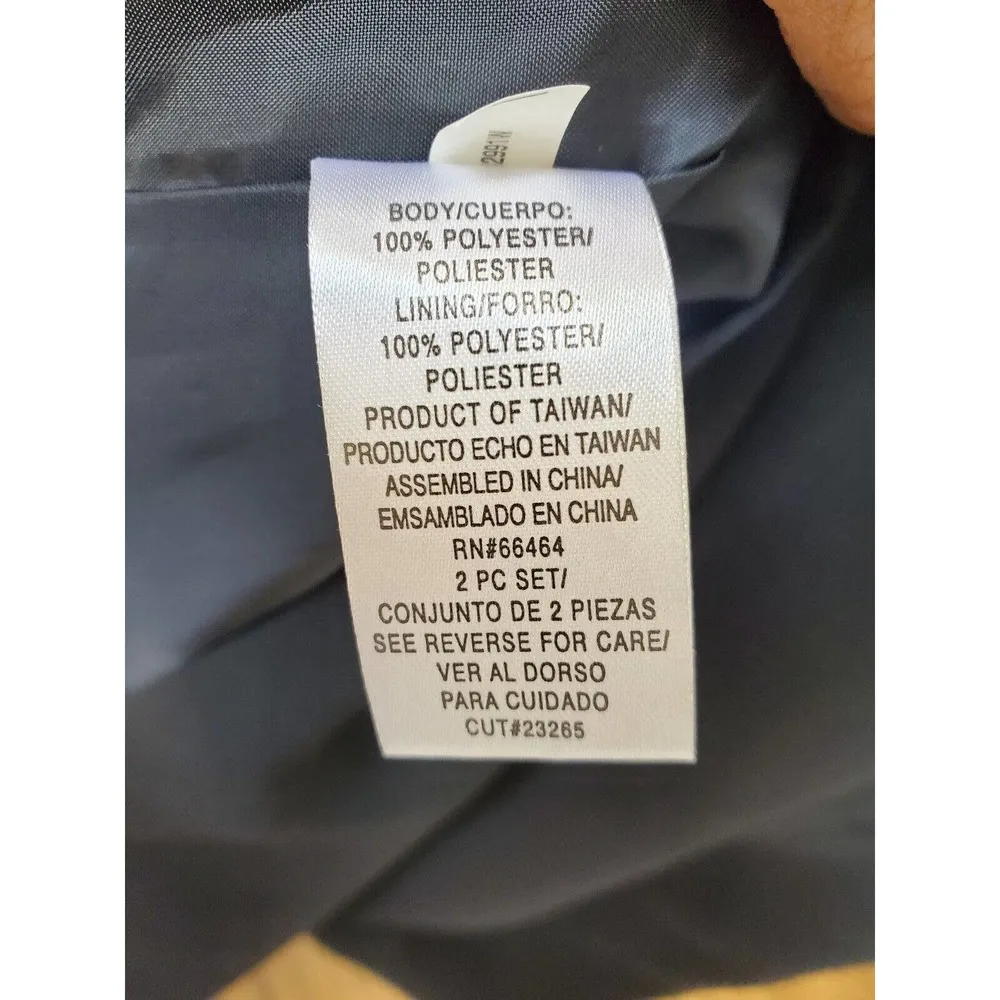 2991W
BODY/CUERPO:
100% POLYESTER/
POLIESTER
LINING/FORRO:
100% POLYESTER/
POLIESTER
PRODUCT OF TAIWAN/
PRODUCTO ECHO EN TAIWAN
ASSEMBLED IN CHINA/
EMSAMBLADO EN CHINA
RN#66464
2 PC SET/
CONJUNTO DE 2 PIEZAS
SEE REVERSE FOR CARE/
VER AL DORSO
PARA CUIDADO
CUT#23265